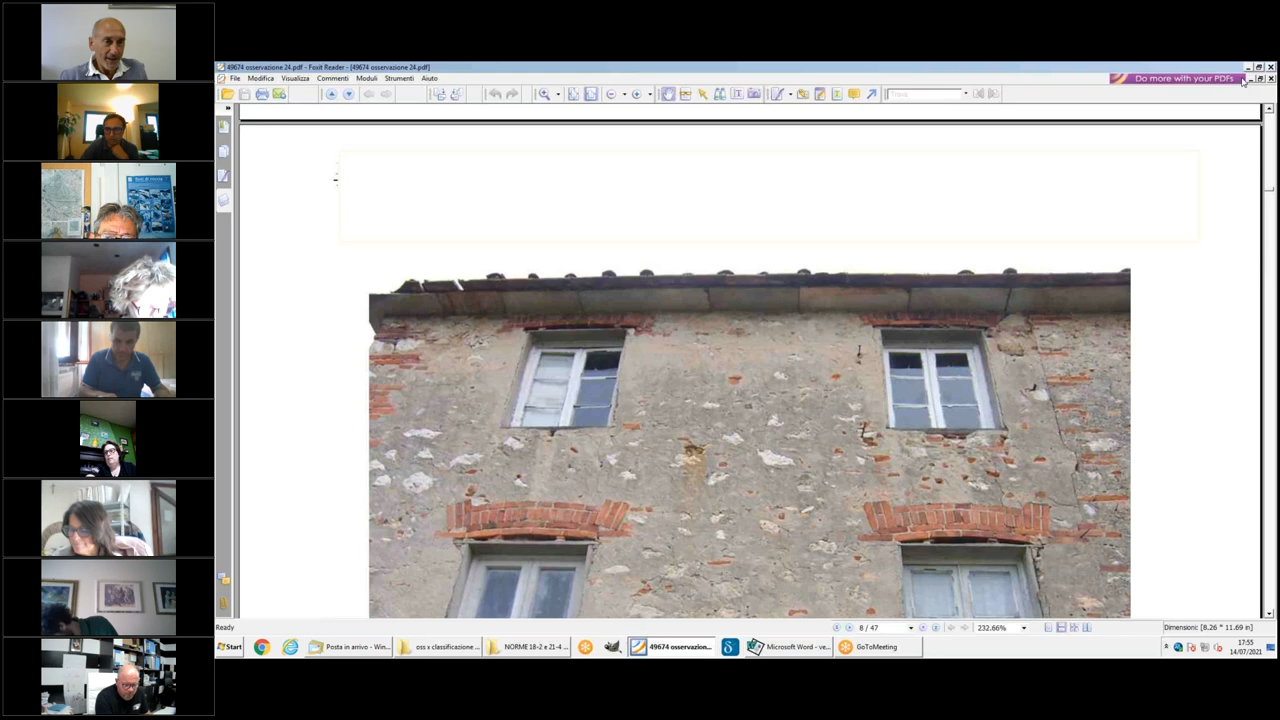 49674 osservazione 24.pdf - Foxit Reader - [49674 osservazione 24.pdf]
File Modifica Visualizza Commenti Moduli Strumenti Aiuto
Do more with your PDFs
Trova
Ready
8 / 47
232.66%
Dimensioni: [8.26 * 11.69 in]
Start
Posta in arrivo - Win...
oss x classificazione ...
NORME 18-2 e 21-4 ...
49674 osservazion...
Microsoft Word - ve...
GoToMeeting
17:55
14/07/2021